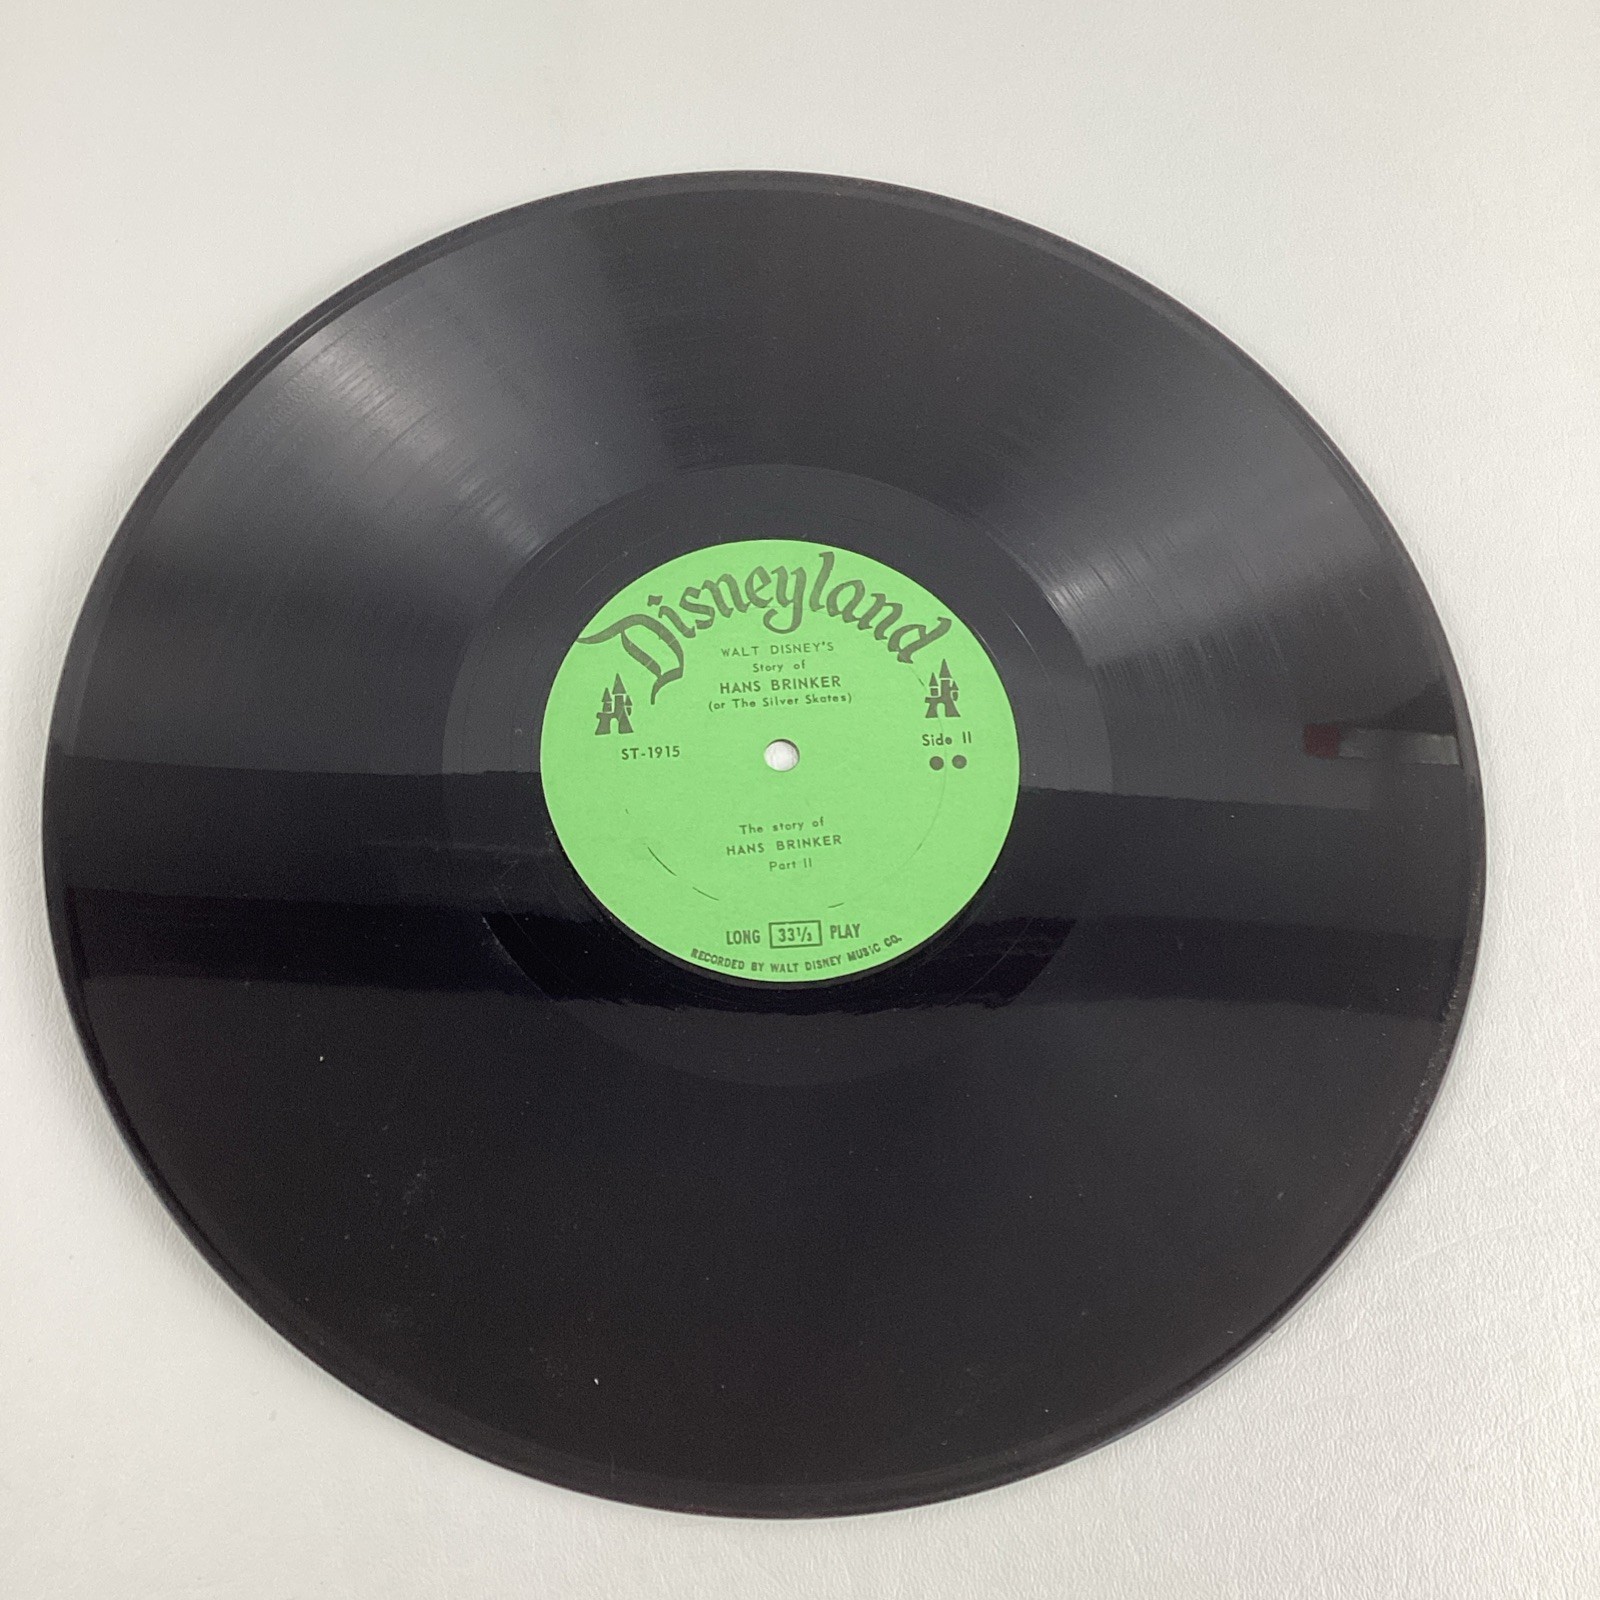 Disneyland
WALT DISNEY'S
Story of
HANS BRINKER
(or The Silver Skates)
ST-1915
Side II
The story of
HANS BRINKER
Part II
LONG 33⅓ PLAY
RECORDED BY WALT DISNEY MUSIC CO.